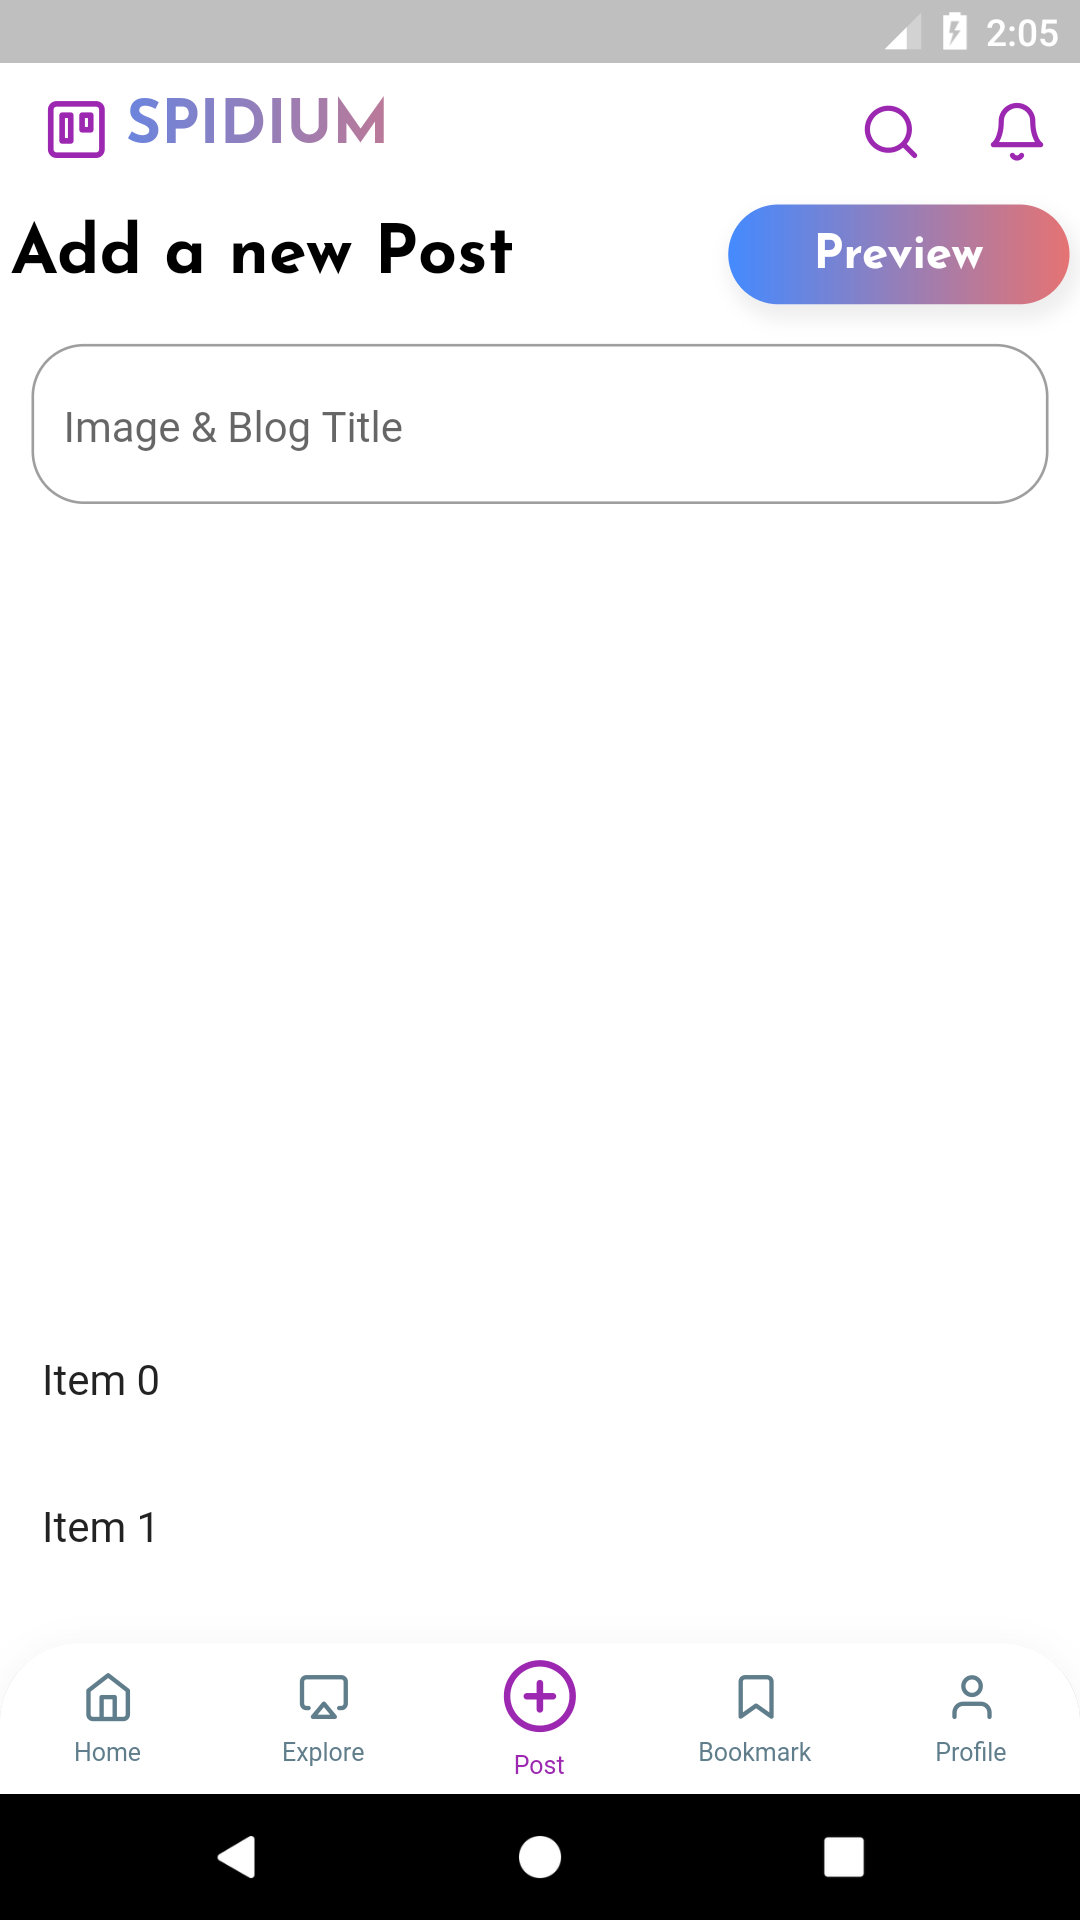 2:05
SPIDIUM
Add a new Post
Preview
Image & Blog Title
Item 0
Item 1
Home
Explore
Post
Bookmark
Profile